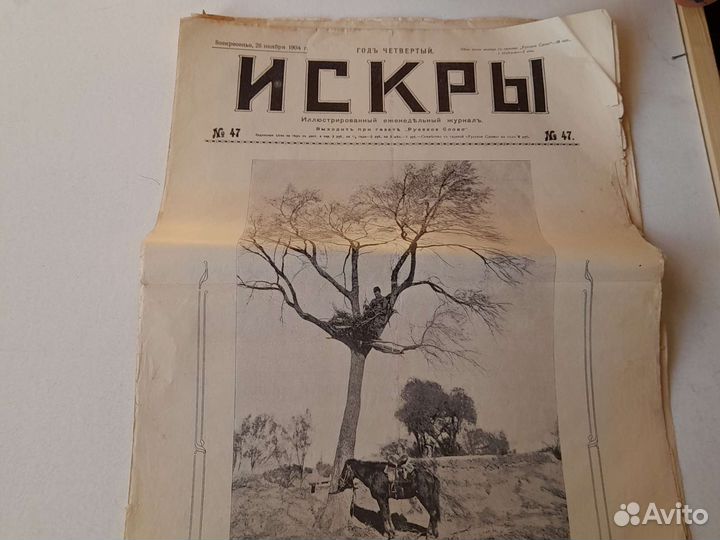 Воскресенье, 28 ноября 1904 г.
ГОДЪ ЧЕТВЕРТЫЙ.
ИСКРЫ
Иллюстрированный еженедѣльный журналъ.
№ 47
Выходитъ при газетѣ „Русское Слово“
№ 47.
Avito